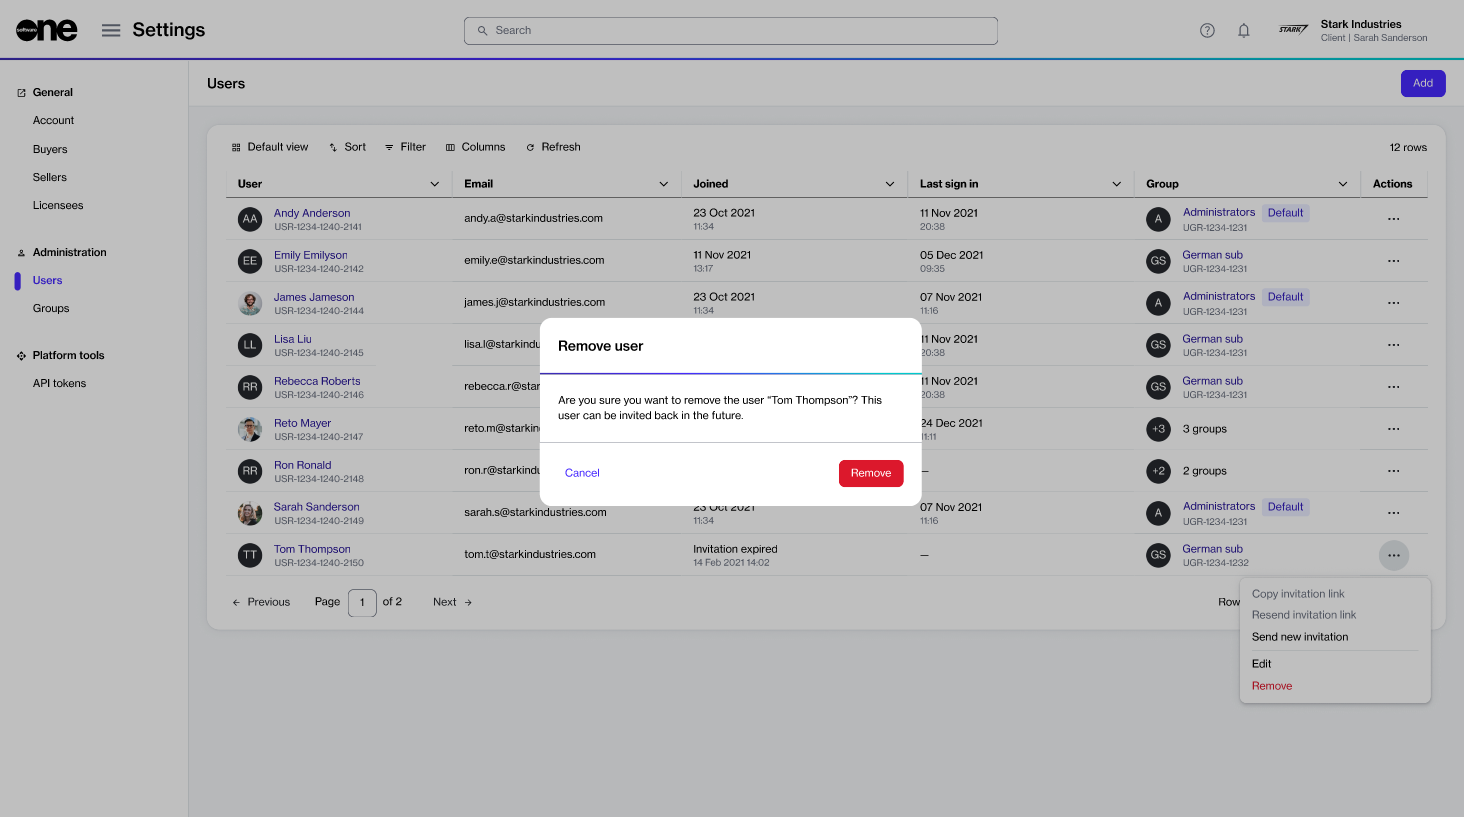 software one
Settings
Search
STARK
Stark Industries
Client | Sarah Sanderson
General
Account
Buyers
Sellers
Licensees
Administration
Users
Groups
Platform tools
API tokens
Users
Add
Default view Sort Filter Columns Refresh 12 rows
User Email Joined Last sign in Group Actions
AA Andy Anderson andy.a@starkindustries.com 23 Oct 2021 11 Nov 2021 A Administrators Default
USR-1234-1240-2141 11:34 20:38 UGR-1234-1231
EE Emily Emilyson emily.e@starkindustries.com 11 Nov 2021 05 Dec 2021 GS German sub
USR-1234-1240-2142 13:17 09:35 UGR-1234-1231
James Jameson james.j@starkindustries.com 23 Oct 2021 07 Nov 2021 A Administrators Default
USR-1234-1240-2144 11:34 11:16 UGR-1234-1231
LL Lisa Liu lisa.l@starkindu 11 Nov 2021 GS German sub
USR-1234-1240-2145 20:38 UGR-1234-1231
RR Rebecca Roberts rebecca.r@star 11 Nov 2021 GS German sub
USR-1234-1240-2146 20:38 UGR-1234-1231
Reto Mayer reto.m@starkin 24 Dec 2021 +3 3 groups
USR-1234-1240-2147 11:11
RR Ron Ronald ron.r@starkindu — +2 2 groups
USR-1234-1240-2148
Sarah Sanderson sarah.s@starkindustries.com 23 Oct 2021 07 Nov 2021 A Administrators Default
USR-1234-1240-2149 11:34 11:16 UGR-1234-1231
TT Tom Thompson tom.t@starkindustries.com Invitation expired — GS German sub
USR-1234-1240-2150 14 Feb 2021 14:02 UGR-1234-1232
Previous Page 1 of 2 Next Row
Remove user
Are you sure you want to remove the user "Tom Thompson"? This
user can be invited back in the future.
Cancel Remove
Copy invitation link
Resend invitation link
Send new invitation
Edit
Remove